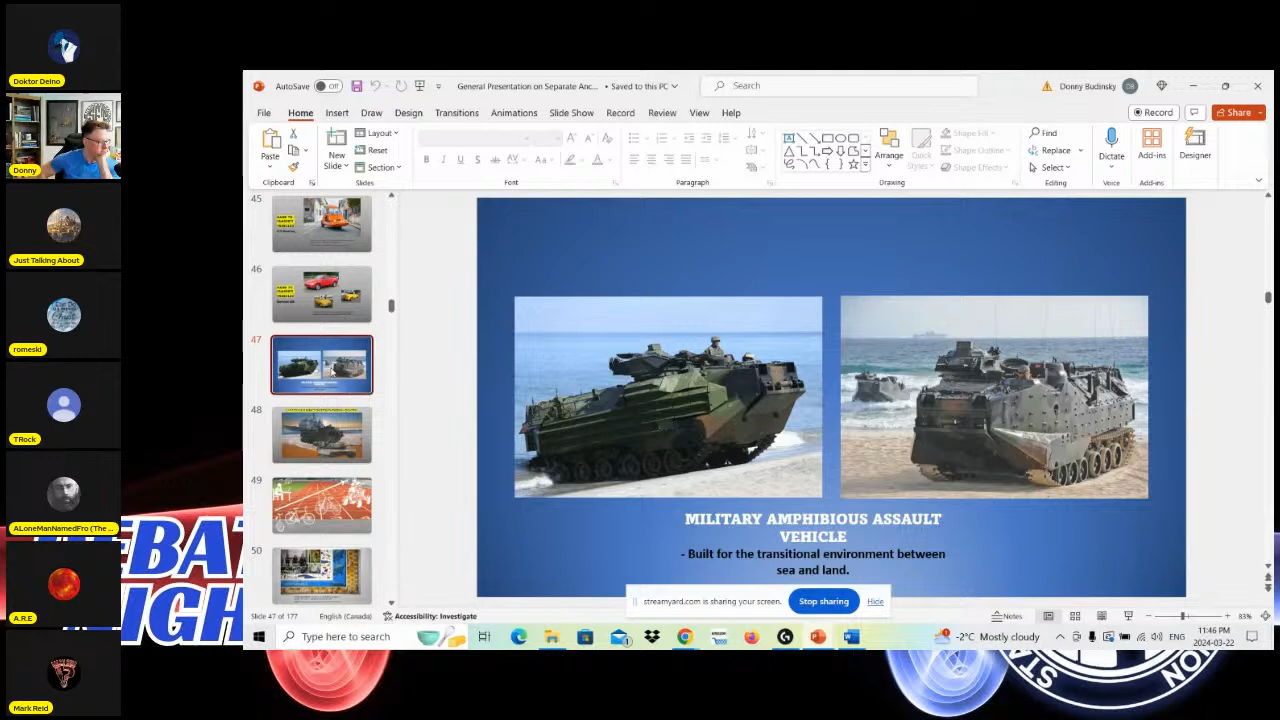 Doktor Deino
Donny
Just Talking About
romeski
TRock
ALoneManNamedFro (The ...
A.R.E
Mark Reid
AutoSave
Off
General Presentation on Separate Anc... • Saved to this PC
Search
Donny Budinsky
DB
File Home Insert Draw Design Transitions Animations Slide Show Record Review View Help
Record
Share
Paste
Clipboard
New
Slide
Layout
Reset
Section
Slides
B I U S
Font
Paragraph
Arrange
Quick
Styles
Shape Fill
Shape Outline
Shape Effects
Drawing
Find
Replace
Select
Editing
Dictate
Voice
Add-ins
Add-ins
Designer
45
46
47
48
49
50
MILITARY AMPHIBIOUS ASSAULT
VEHICLE
- Built for the transitional environment between
sea and land.
streamyard.com is sharing your screen.
Stop sharing
Hide
Slide 47 of 177
English (Canada)
Accessibility: Investigate
Notes
83%
Type here to search
-2°C Mostly cloudy
ENG
11:46 PM
2024-03-22